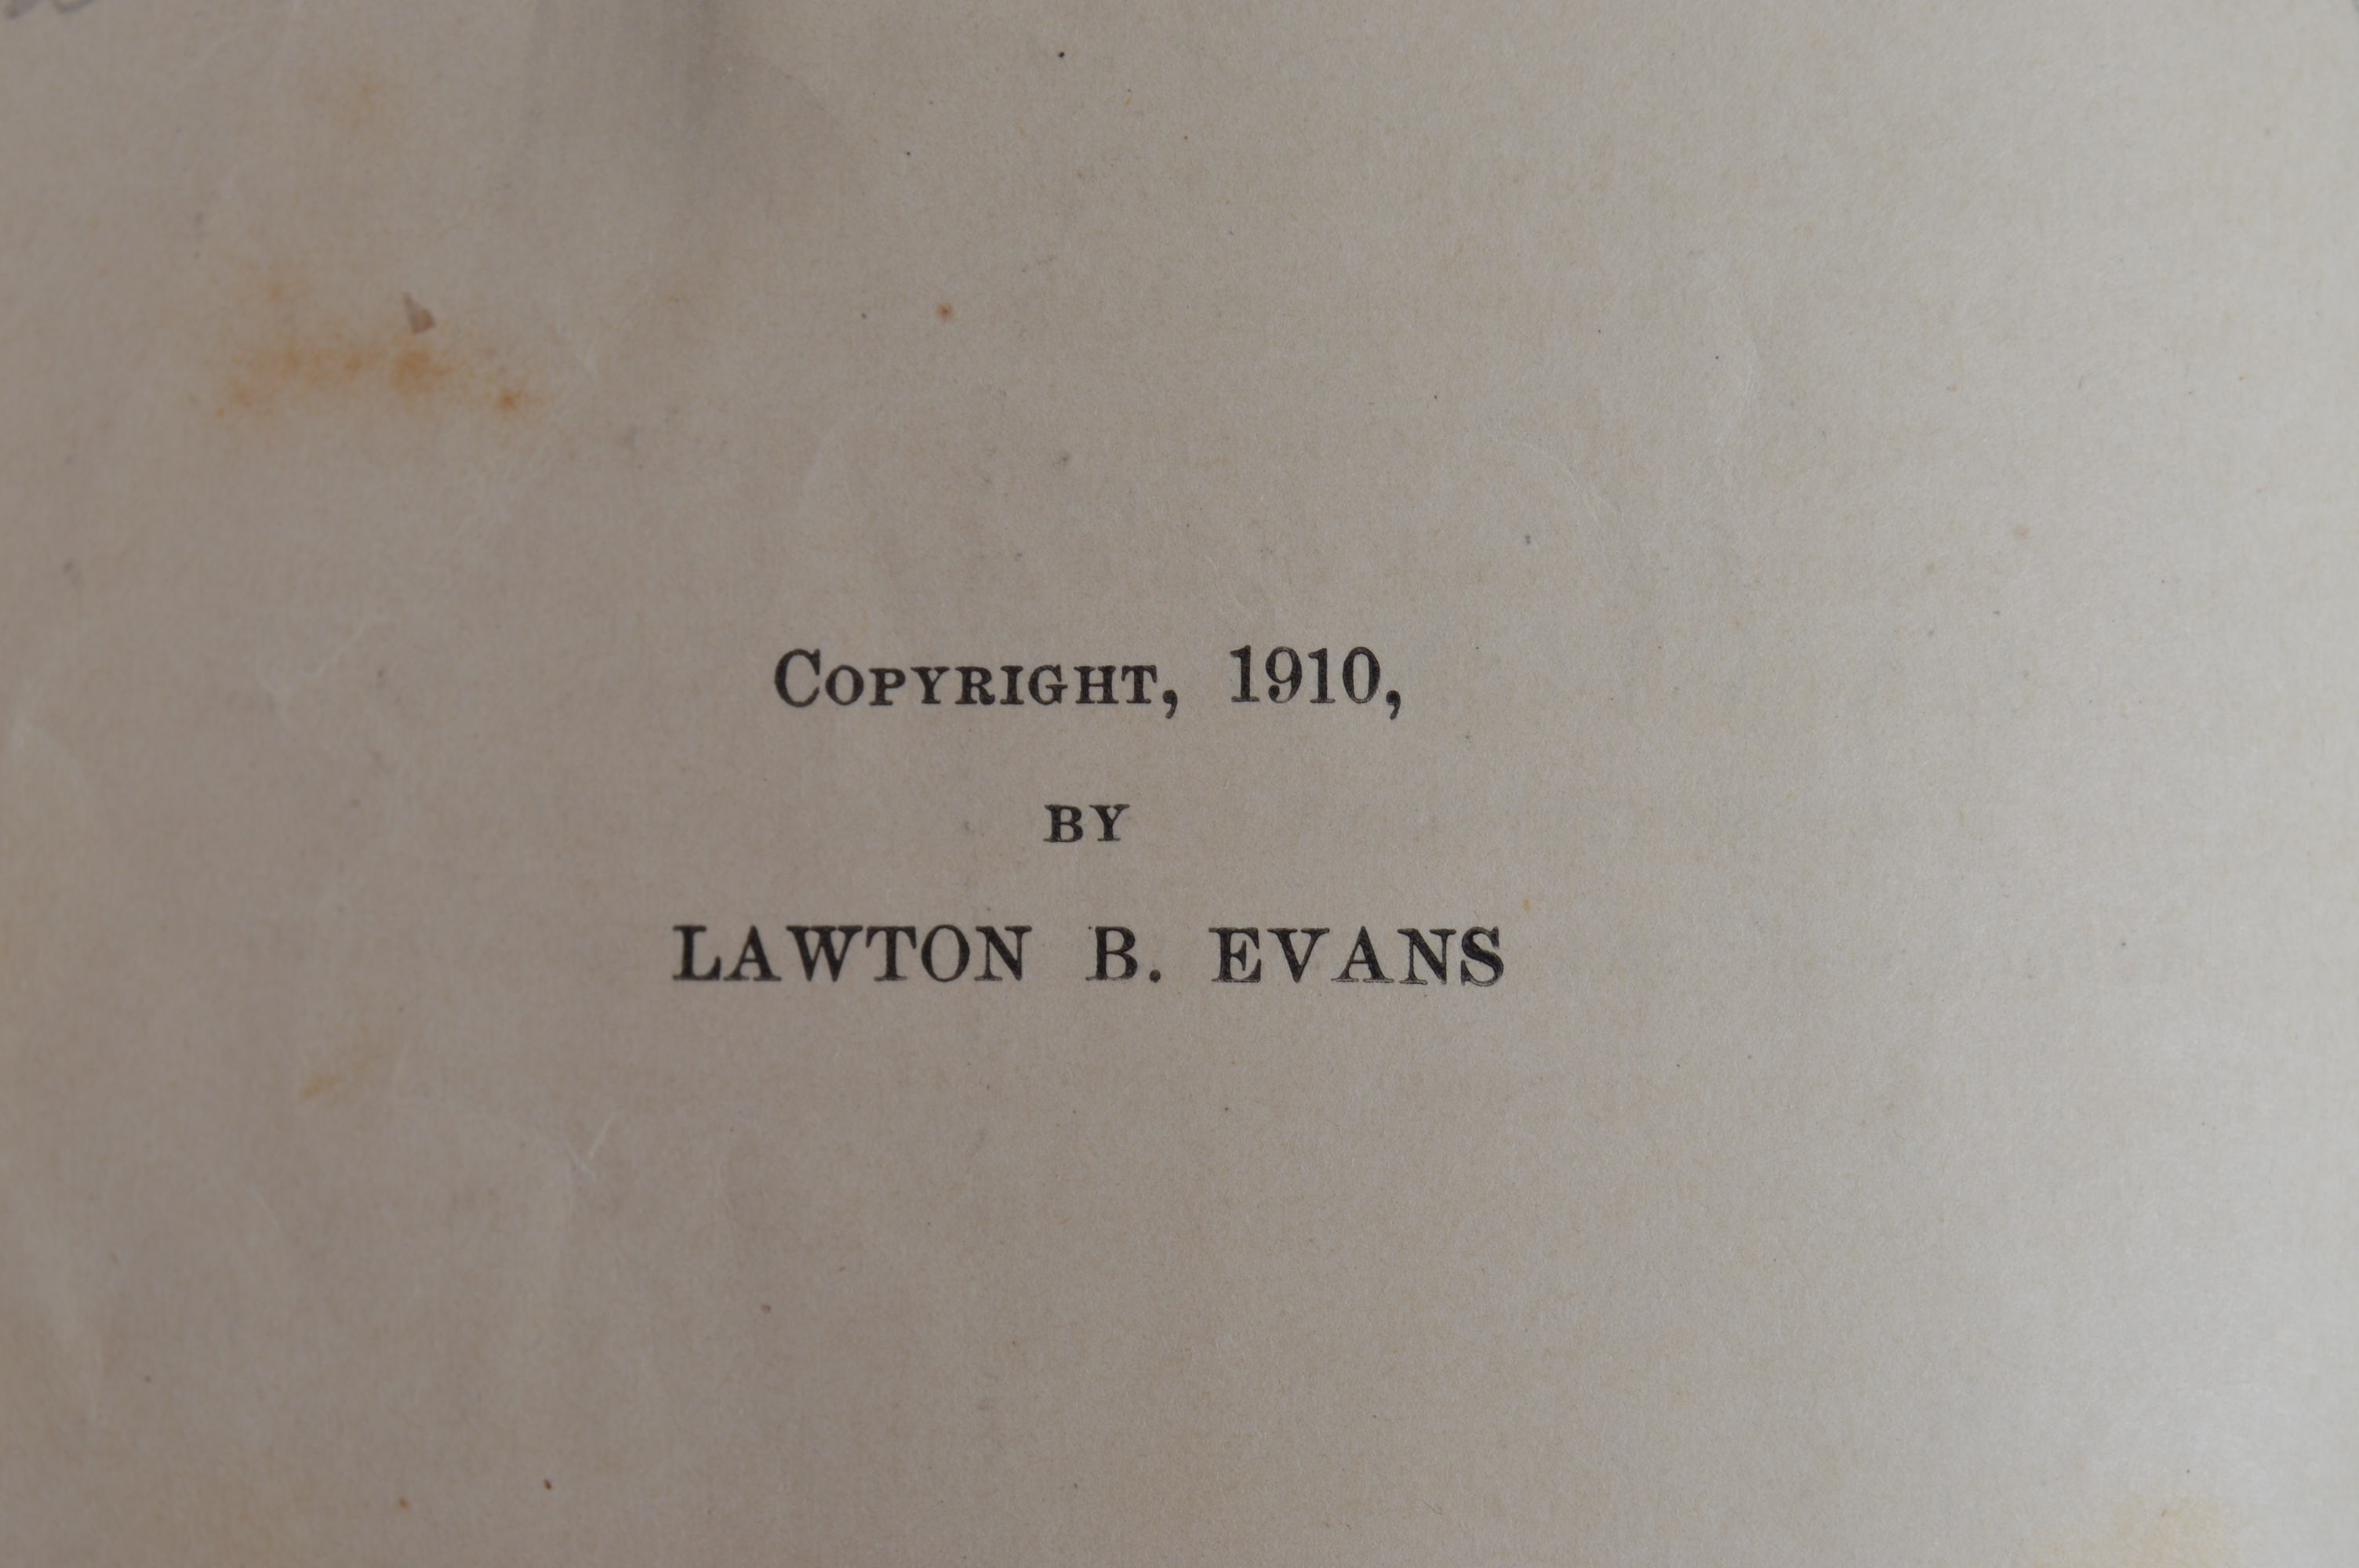 Copyright, 1910,
BY
LAWTON B. EVANS